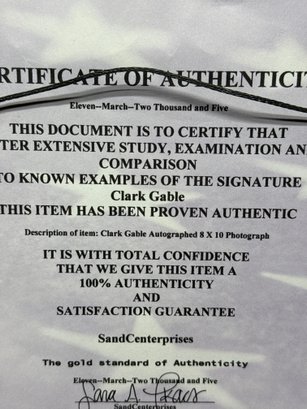 RTIFICATE OF AUTHENTICI
Eleven--March--Two Thousand and Five
THIS DOCUMENT IS TO CERTIFY THAT
TER EXTENSIVE STUDY, EXAMINATION AN
COMPARISON
TO KNOWN EXAMPLES OF THE SIGNATURE
Clark Gable
THIS ITEM HAS BEEN PROVEN AUTHENTIC
Description of item: Clark Gable Autographed 8 X 10 Photograph
IT IS WITH TOTAL CONFIDENCE
THAT WE GIVE THIS ITEM A
100% AUTHENTICITY
AND
SATISFACTION GUARANTEE
SandCenterprises
The gold standard of Authenticity
Eleven--March--Two Thousand and Five
SandCenterprises